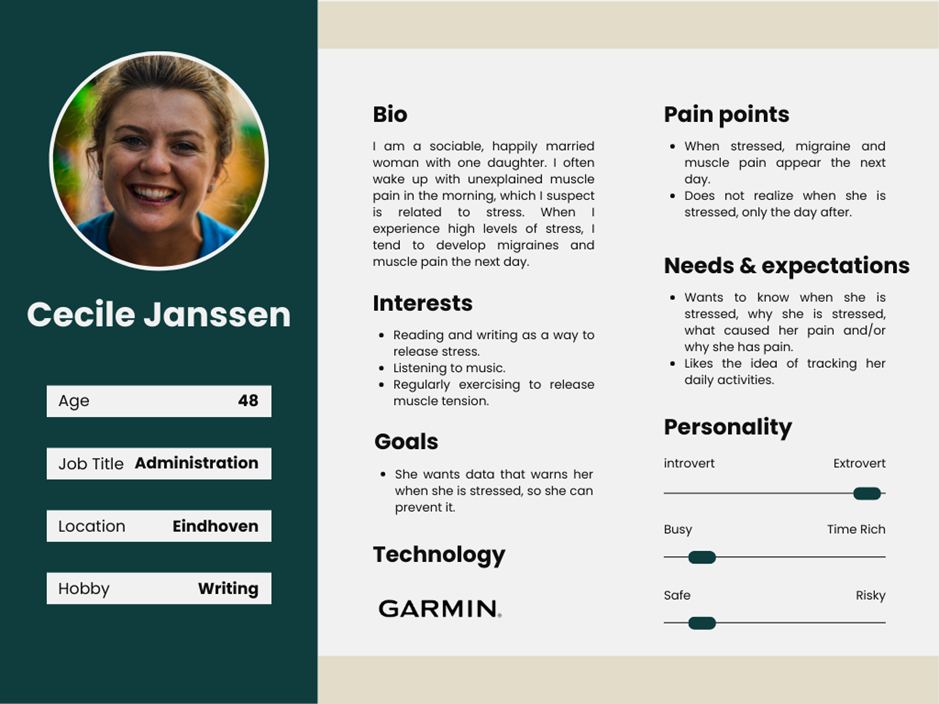 Cecile Janssen
Age 48
Job Title Administration
Location Eindhoven
Hobby Writing
Bio
I am a sociable, happily married
woman with one daughter. I often
wake up with unexplained muscle
pain in the morning, which I suspect
is related to stress. When I
experience high levels of stress, I
tend to develop migraines and
muscle pain the next day.
Interests
• Reading and writing as a way to
release stress.
• Listening to music.
• Regularly exercising to release
muscle tension.
Goals
• She wants data that warns her
when she is stressed, so she can
prevent it.
Technology
GARMIN®
Pain points
• When stressed, migraine and
muscle pain appear the next
day.
• Does not realize when she is
stressed, only the day after.
Needs & expectations
• Wants to know when she is
stressed, why she is stressed,
what caused her pain and/or
why she has pain.
• Likes the idea of tracking her
daily activities.
Personality
introvert Extrovert
Busy Time Rich
Safe Risky